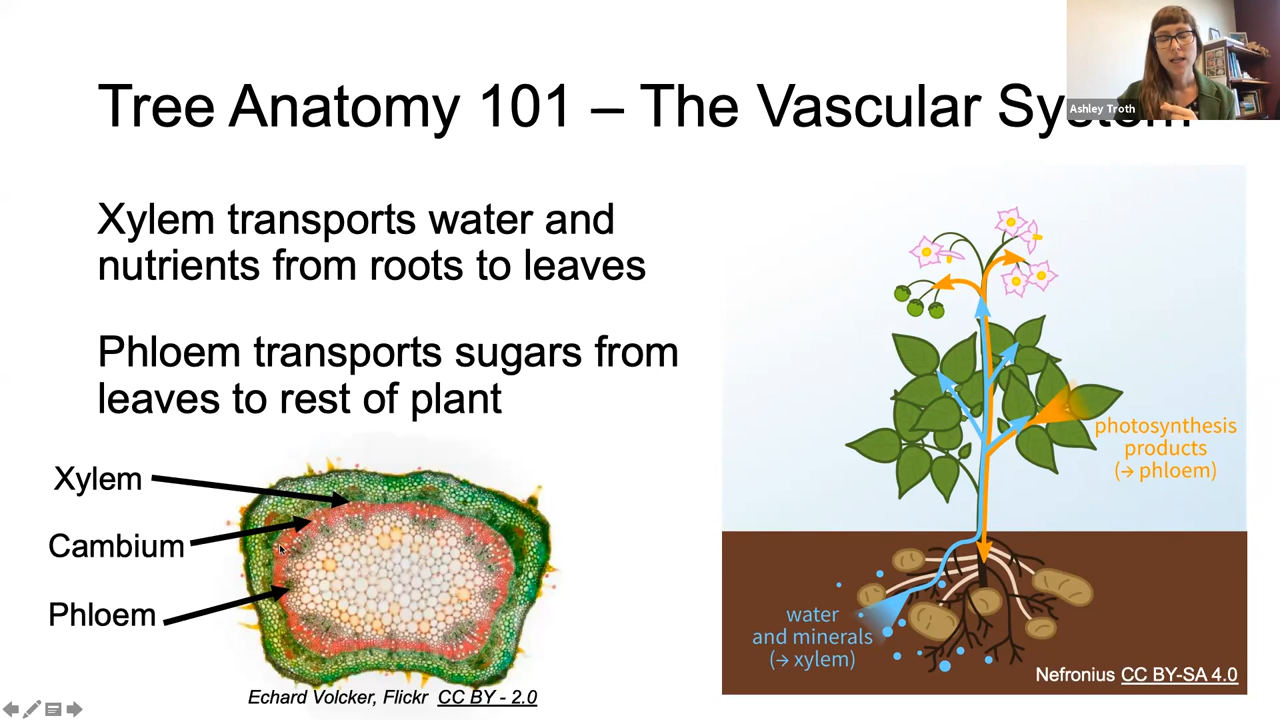 Ashley Troth
Tree Anatomy 101 – The Vascular System
Xylem transports water and
nutrients from roots to leaves
Phloem transports sugars from
leaves to rest of plant
Xylem
Cambium
Phloem
Echard Volcker, Flickr CC BY - 2.0
photosynthesis
products
(→ phloem)
water
and minerals
(→ xylem)
Nefronius CC BY-SA 4.0